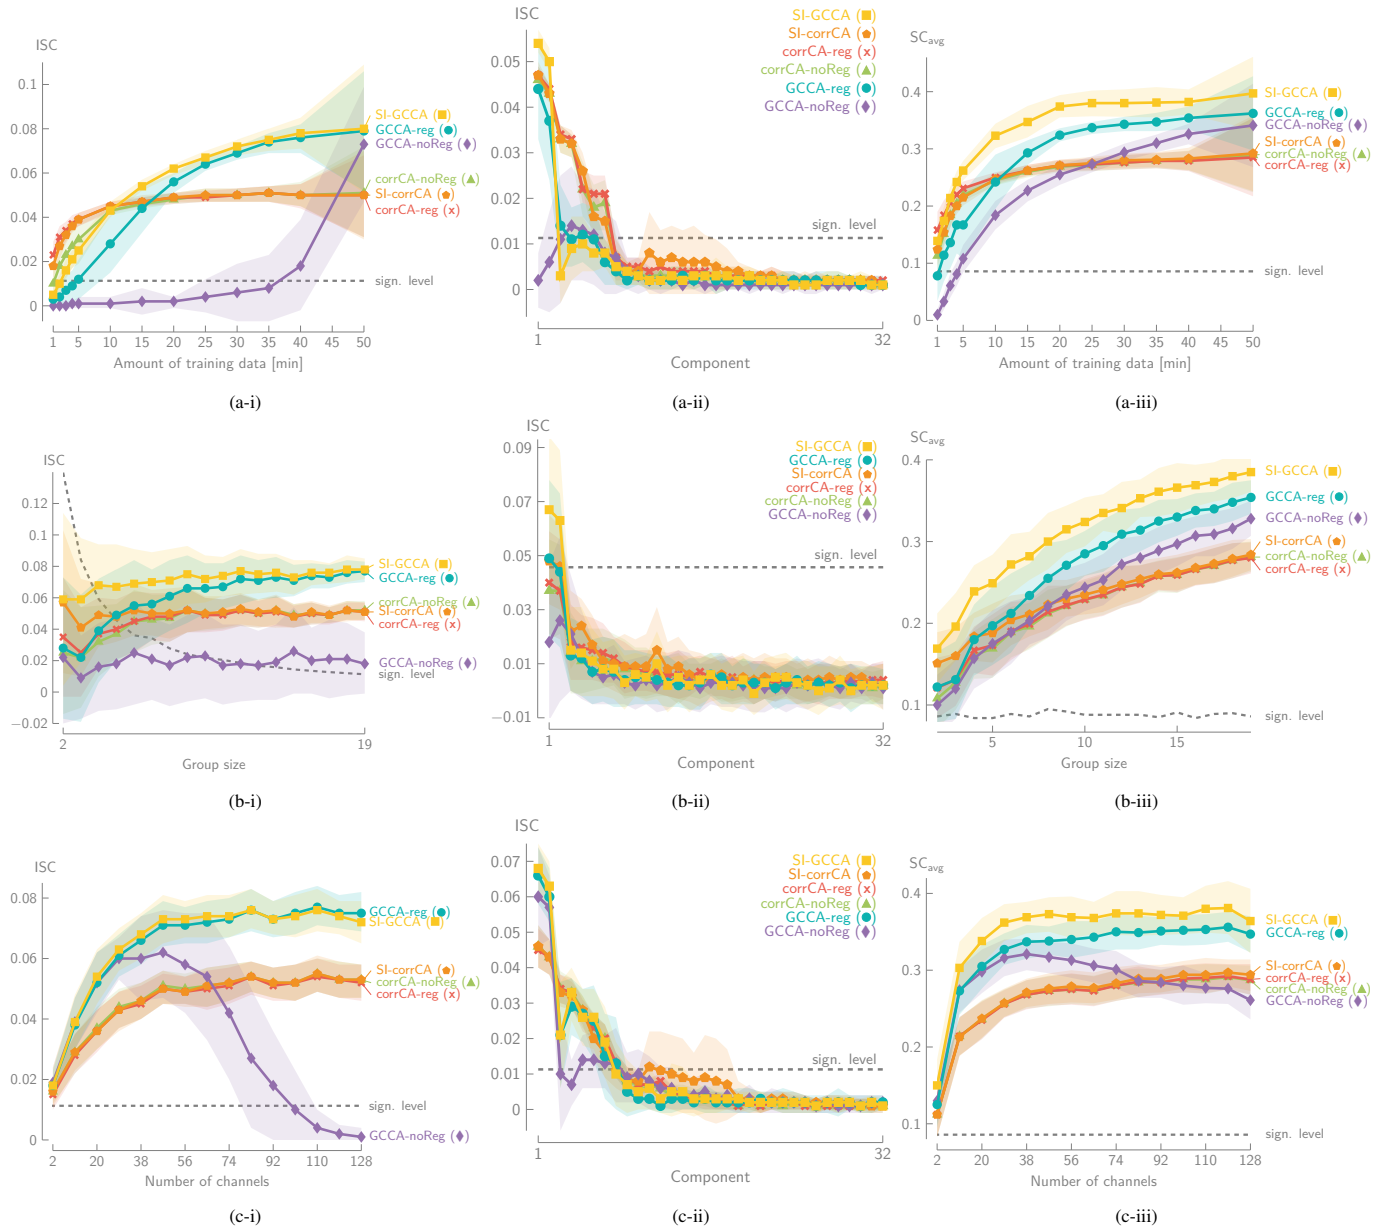 ISC
0.1
0.08
0.06
0.04
0.02
0
SI-GCCA (■)
GCCA-reg (●)
GCCA-noReg (♦)
corrCA-noReg (▲)
SI-corrCA (⬟)
corrCA-reg (×)
sign. level
1 5 10 15 20 25 30 35 40 45 50
Amount of training data [min]
(a-i)
ISC
0.05
0.04
0.03
0.02
0.01
0
SI-GCCA (■)
SI-corrCA (⬟)
corrCA-reg (×)
corrCA-noReg (▲)
GCCA-reg (●)
GCCA-noReg (♦)
sign. level
1 32
Component
(a-ii)
SCavg
0.4
0.3
0.2
0.1
0
SI-GCCA (■)
GCCA-reg (●)
GCCA-noReg (♦)
SI-corrCA (⬟)
corrCA-noReg (▲)
corrCA-reg (×)
sign. level
1 5 10 15 20 25 30 35 40 45 50
Amount of training data [min]
(a-iii)
ISC
0.12
0.1
0.08
0.06
0.04
0.02
0
−0.02
SI-GCCA (■)
GCCA-reg (●)
corrCA-noReg (▲)
SI-corrCA (⬟)
corrCA-reg (×)
GCCA-noReg (♦)
sign. level
2 19
Group size
(b-i)
ISC
0.09
0.07
0.05
0.03
0.01
−0.01
SI-GCCA (■)
GCCA-reg (●)
SI-corrCA (⬟)
corrCA-reg (×)
corrCA-noReg (▲)
GCCA-noReg (♦)
sign. level
1 32
Component
(b-ii)
SCavg
0.4
0.3
0.2
0.1
SI-GCCA (■)
GCCA-reg (●)
GCCA-noReg (♦)
SI-corrCA (⬟)
corrCA-noReg (▲)
corrCA-reg (×)
sign. level
5 10 15
Group size
(b-iii)
ISC
0.08
0.06
0.04
0.02
0
GCCA-reg (●)
SI-GCCA (■)
SI-corrCA (⬟)
corrCA-noReg (▲)
corrCA-reg (×)
sign. level
GCCA-noReg (♦)
2 20 38 56 74 92 110 128
Number of channels
(c-i)
ISC
0.07
0.06
0.05
0.04
0.03
0.02
0.01
0
SI-GCCA (■)
SI-corrCA (⬟)
corrCA-reg (×)
corrCA-noReg (▲)
GCCA-reg (●)
GCCA-noReg (♦)
sign. level
1 32
Component
(c-ii)
SCavg
0.4
0.3
0.2
0.1
SI-GCCA (■)
GCCA-reg (●)
SI-corrCA (⬟)
corrCA-reg (×)
corrCA-noReg (▲)
GCCA-noReg (♦)
sign. level
2 20 38 56 74 92 110 128
Number of channels
(c-iii)